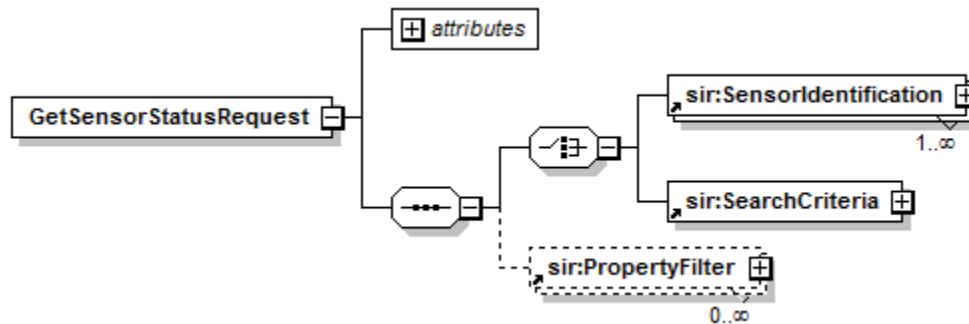 attributes
GetSensorStatusRequest
sir:SensorIdentification
1..∞
sir:SearchCriteria
sir:PropertyFilter
0..∞